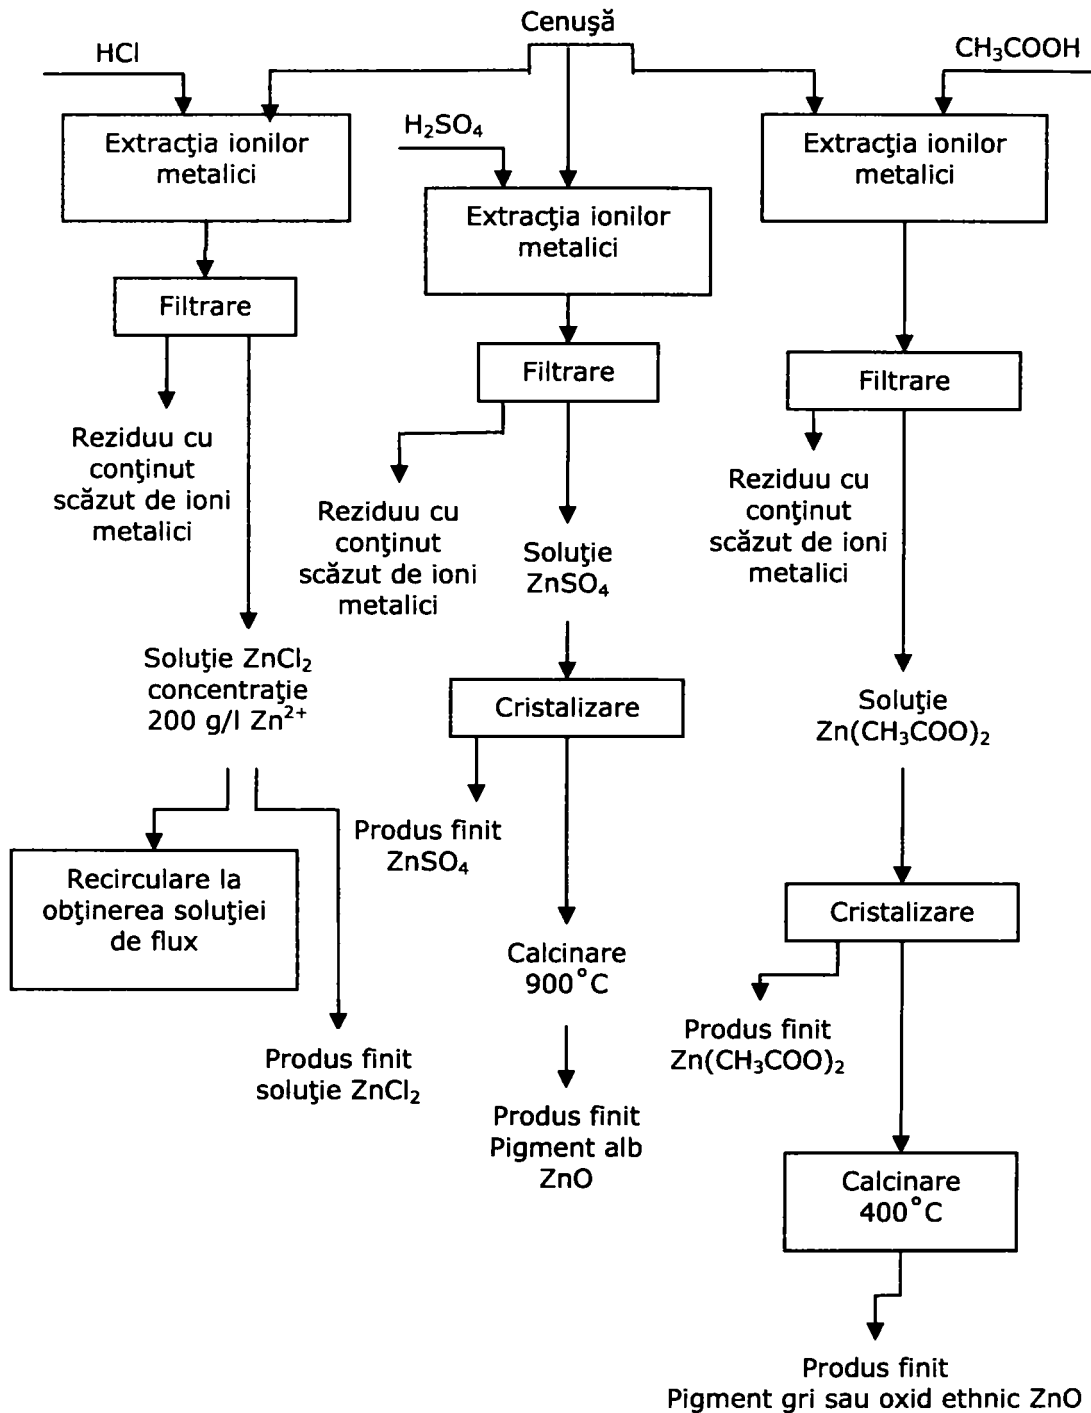 Cenuşă
HCl
CH₃COOH
Extracţia ionilor
metalici
H₂SO₄
Extracţia ionilor
metalici
Extracţia ionilor
metalici
Filtrare
Filtrare
Filtrare
Reziduu cu
conţinut
scăzut de ioni
metalici
Reziduu cu
conţinut
scăzut de ioni
metalici
Reziduu cu
conţinut
scăzut de ioni
metalici
Soluţie
ZnSO₄
Soluţie ZnCl₂
concentraţie
200 g/l Zn²⁺
Cristalizare
Soluţie
Zn(CH₃COO)₂
Produs finit
ZnSO₄
Recirculare la
obţinerea soluţiei
de flux
Cristalizare
Calcinare
900°C
Produs finit
Zn(CH₃COO)₂
Produs finit
soluţie ZnCl₂
Produs finit
Pigment alb
ZnO
Calcinare
400°C
Produs finit
Pigment gri sau oxid ethnic ZnO